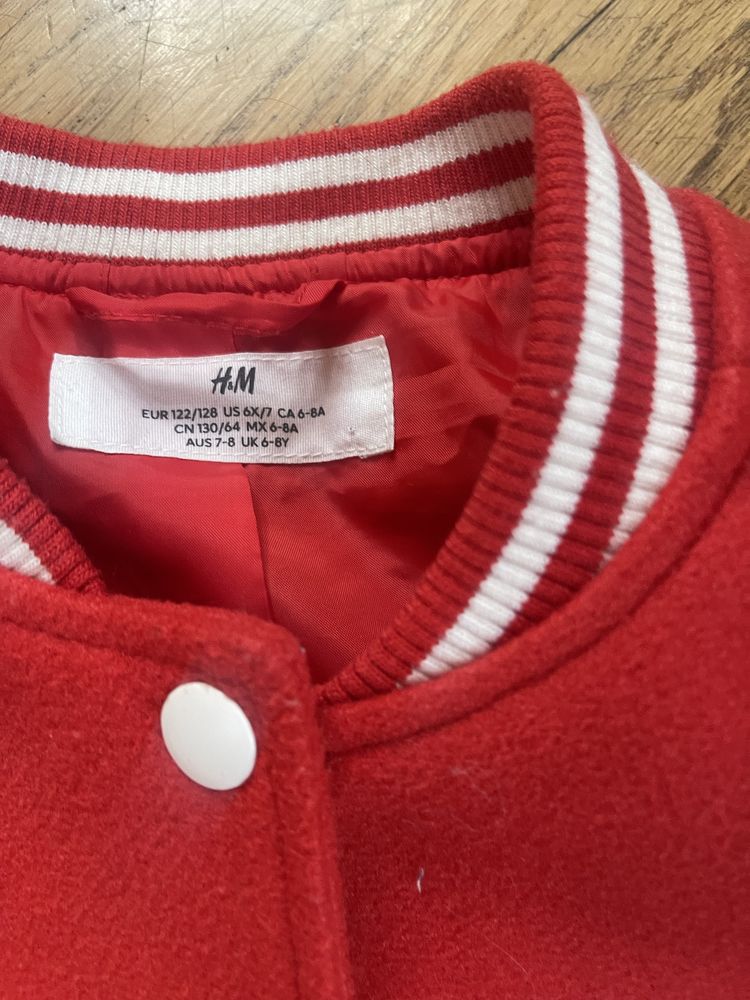 H&M
EUR 122/128 US 6X/7 CA 6-8A
CN 130/64 MX 6-8A
AUS 7-8 UK 6-8Y